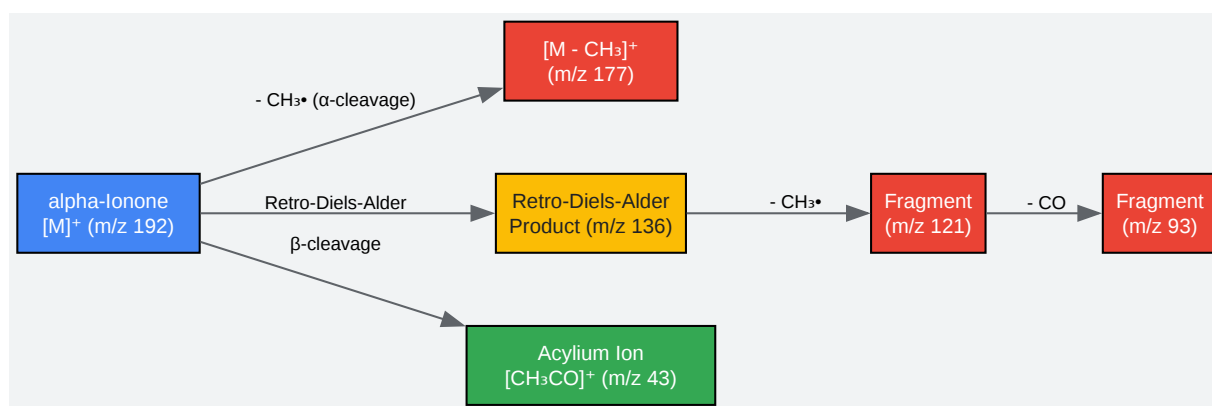 [M - CH₃]⁺
(m/z 177)
- CH₃• (α-cleavage)
alpha-Ionone
[M]⁺ (m/z 192)
Retro-Diels-Alder
Retro-Diels-Alder
Product (m/z 136)
- CH₃•
Fragment
(m/z 121)
- CO
Fragment
(m/z 93)
β-cleavage
Acylium Ion
[CH₃CO]⁺ (m/z 43)